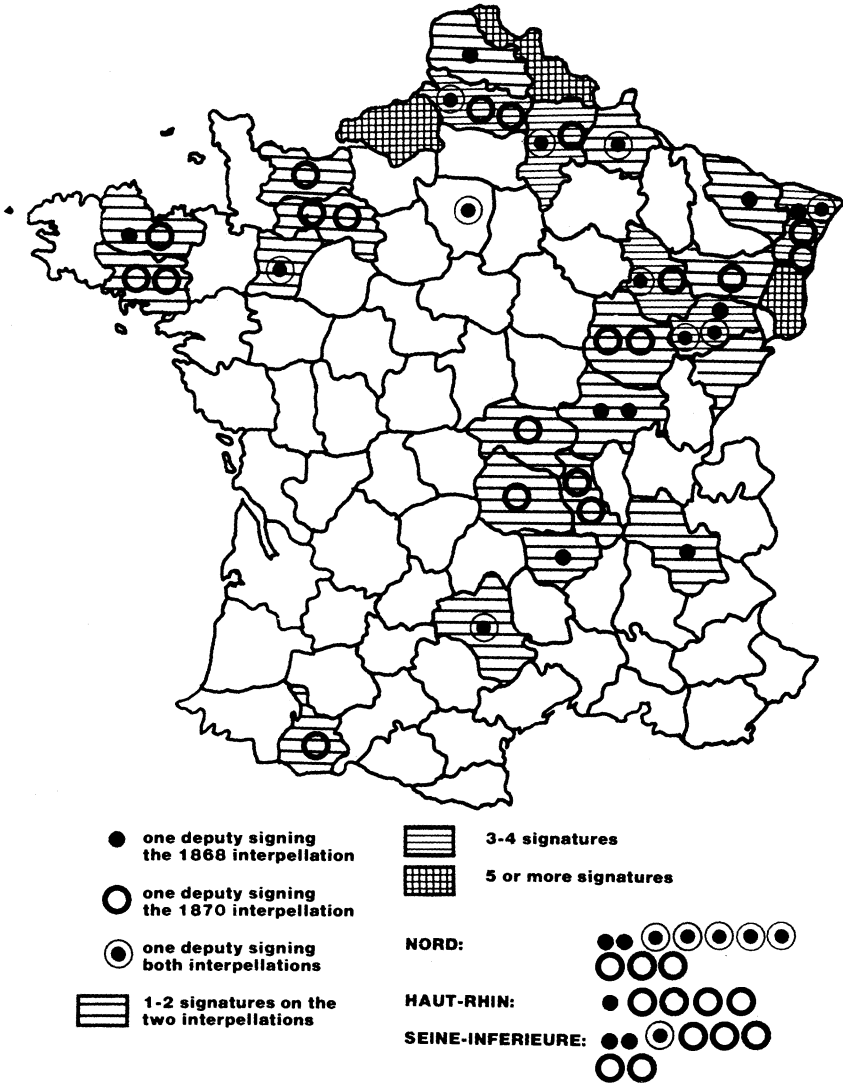 one deputy signing
the 1868 interpellation
one deputy signing
the 1870 interpellation
one deputy signing
both interpellations
1-2 signatures on the
two interpellations
3-4 signatures
5 or more signatures
NORD:
HAUT-RHIN:
SEINE-INFERIEURE: